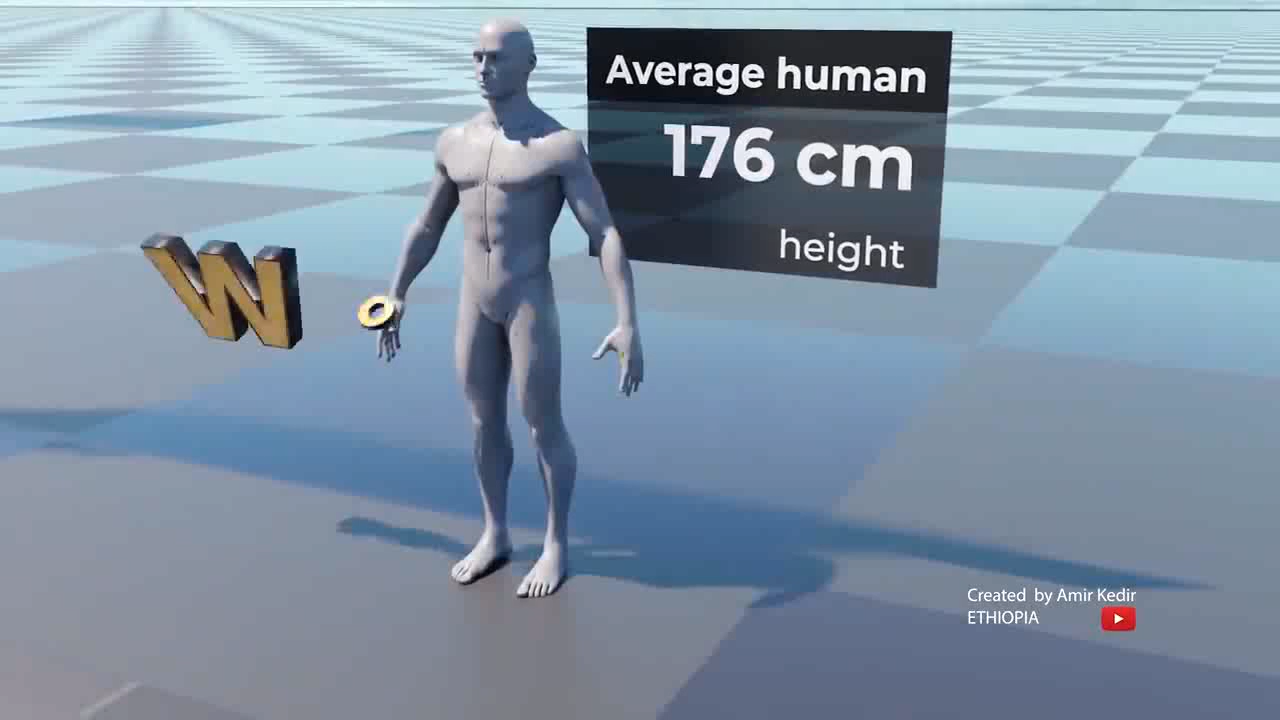 Average human
176 cm
height
W
Created by Amir Kedir
ETHIOPIA